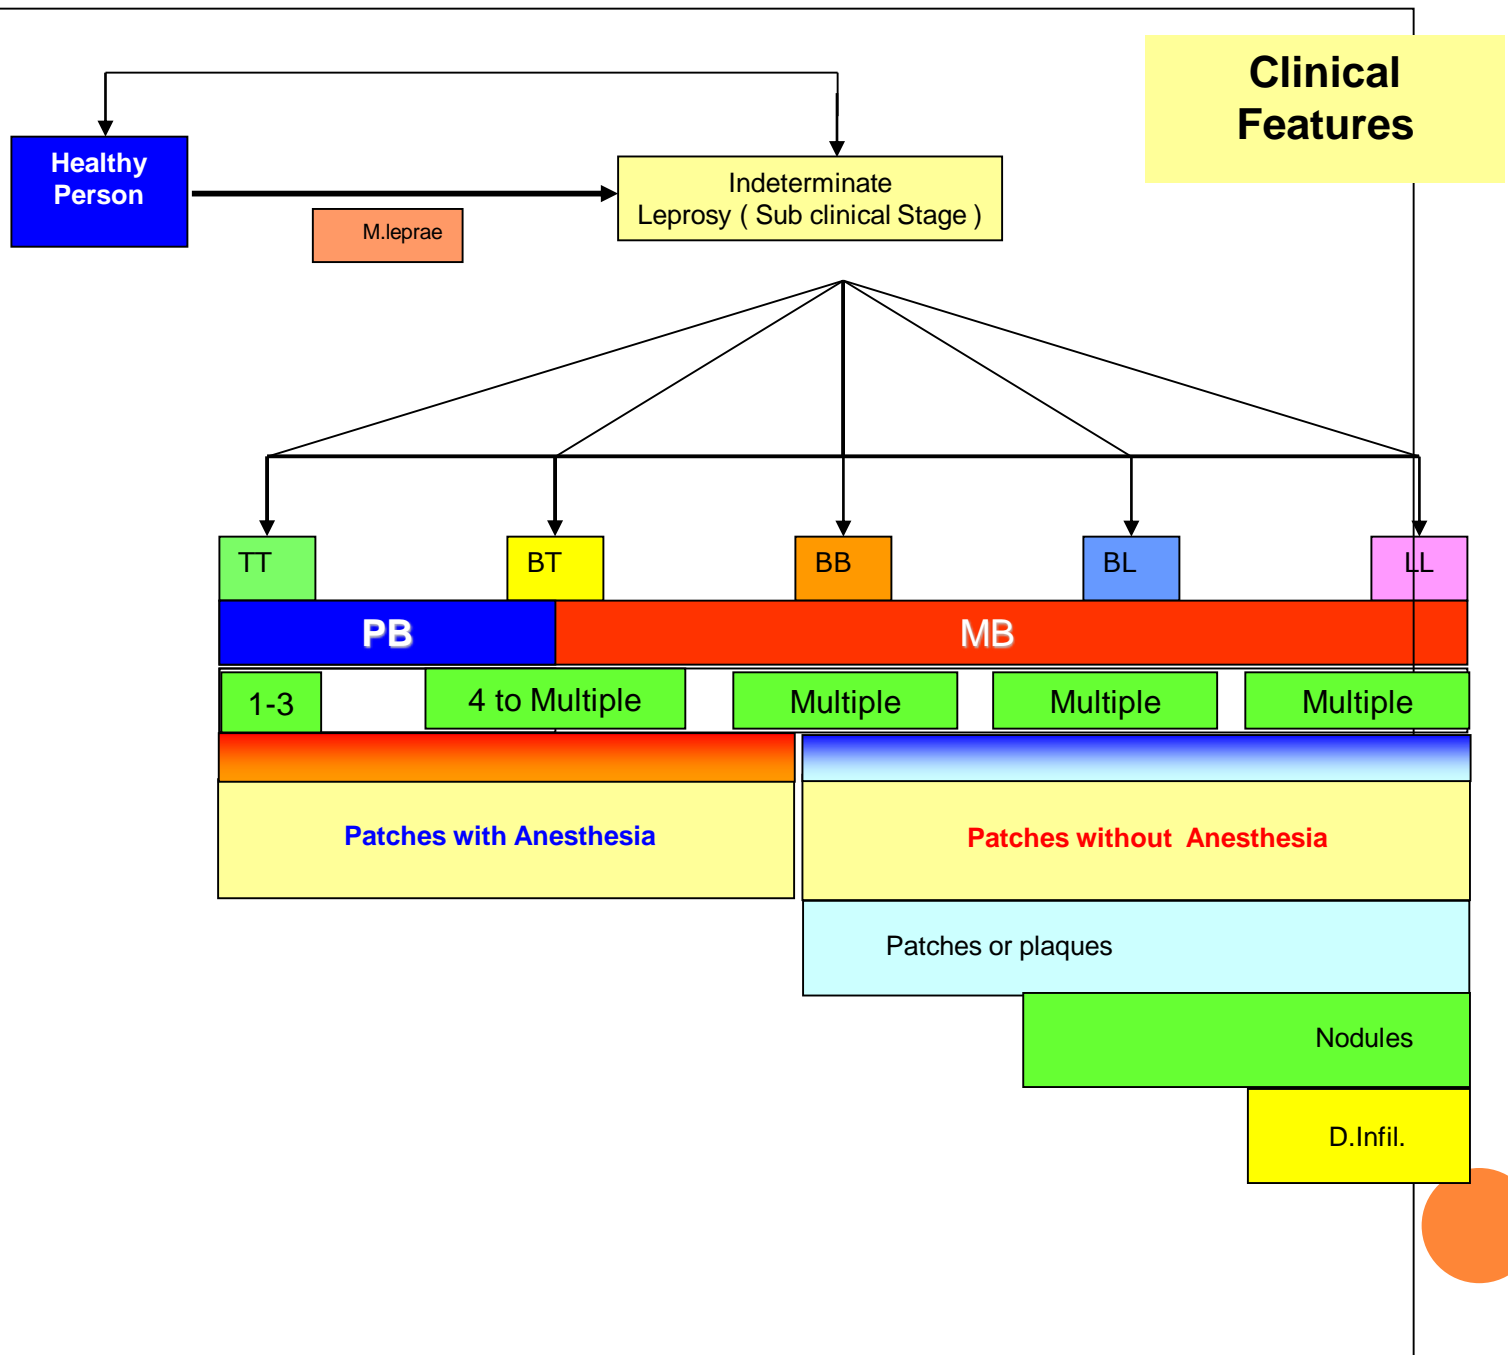 Clinical
Features
Healthy
Person
Indeterminate
Leprosy ( Sub clinical Stage )
M.leprae
TT
BT
BB
BL
LL
PB
MB
1-3
4 to Multiple
Multiple
Multiple
Multiple
Patches with Anesthesia
Patches without Anesthesia
Patches or plaques
Nodules
D.Infil.